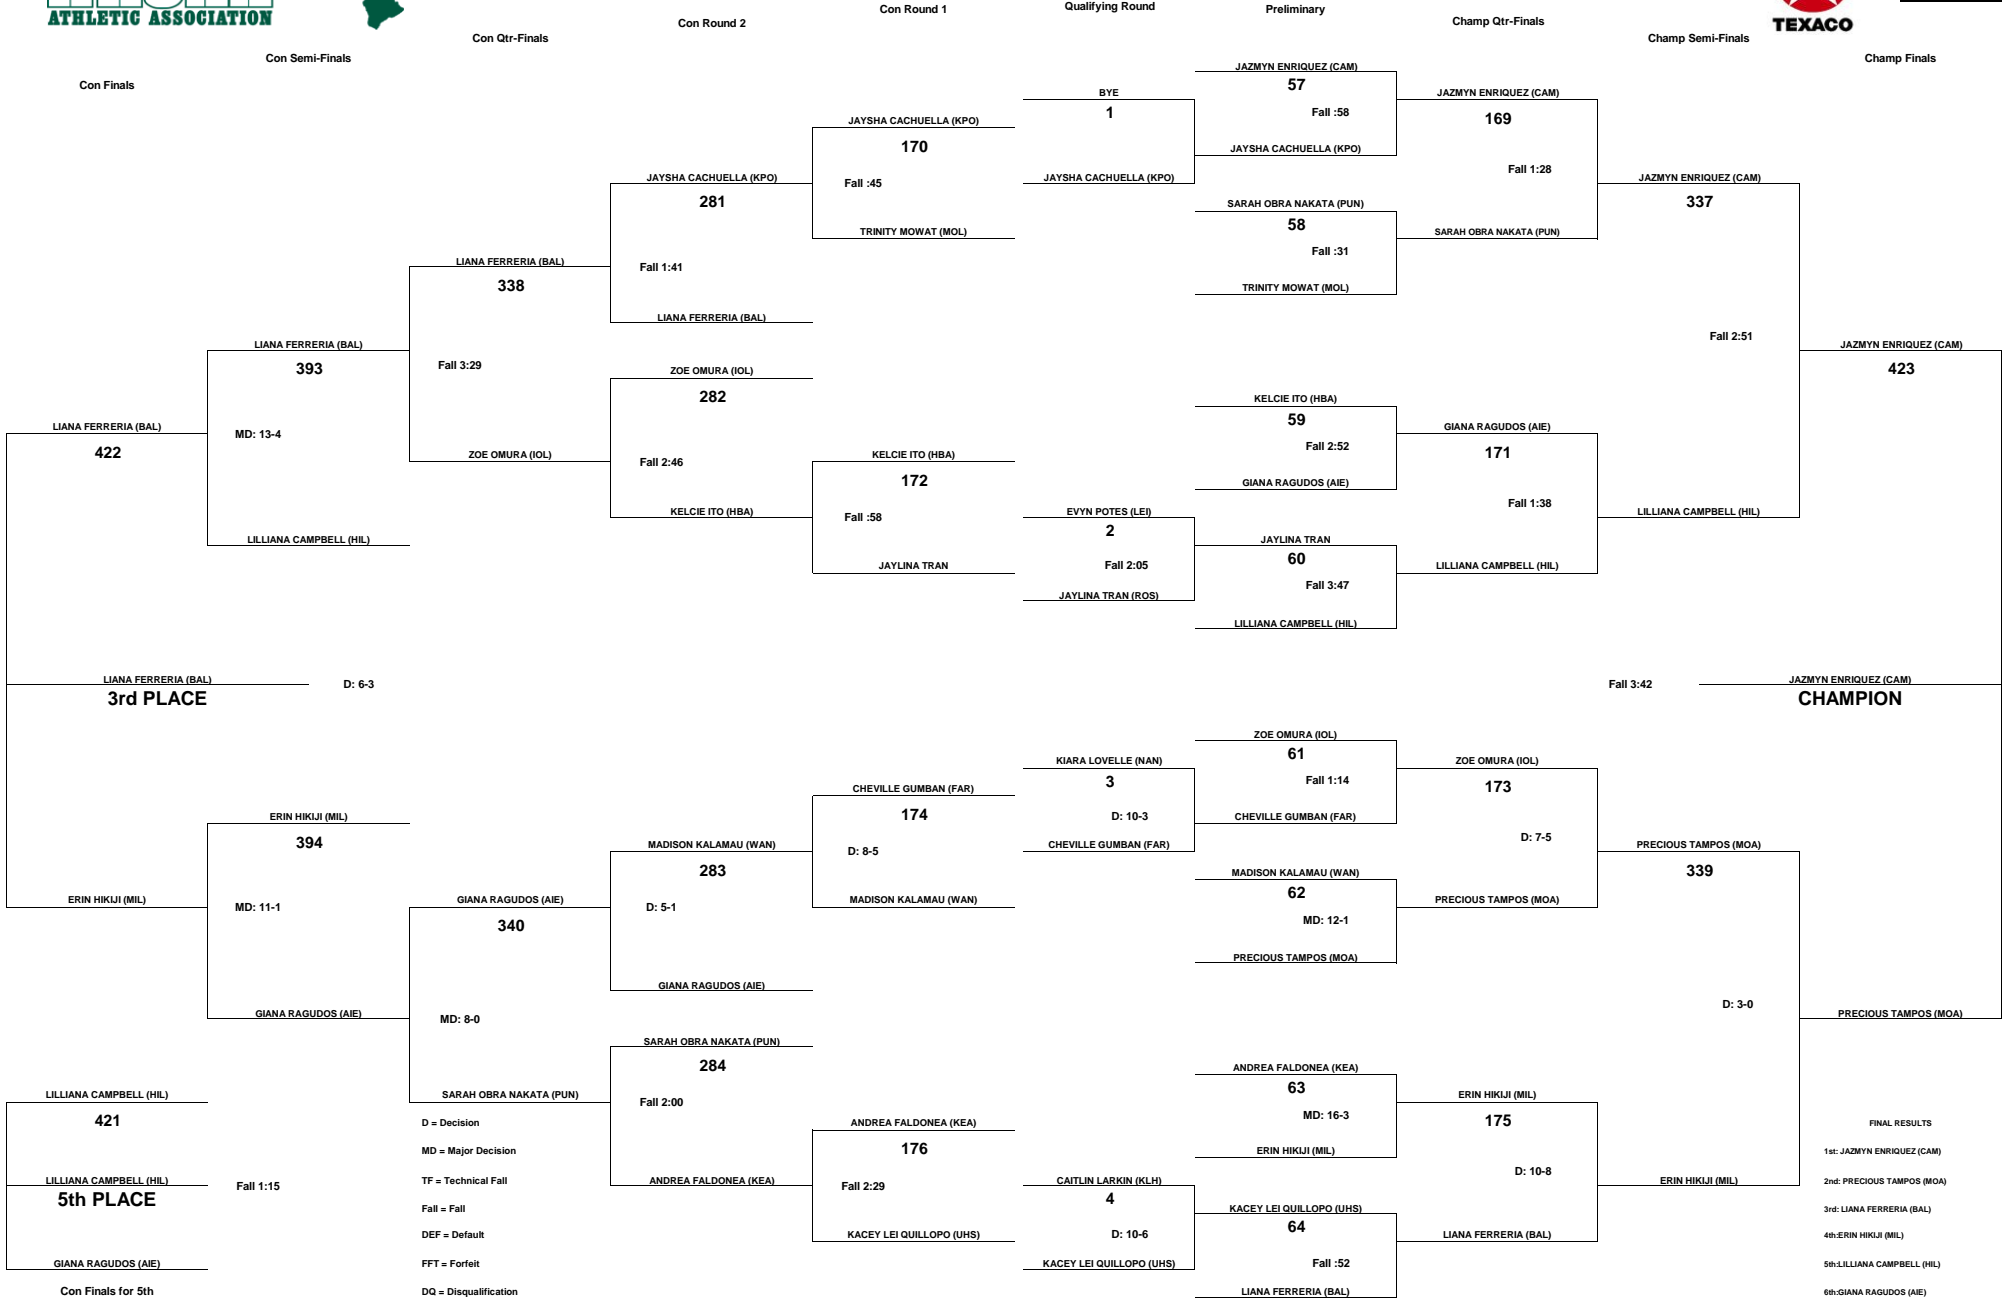 ATHLETIC ASSOCIATION
TEXACO
Con Finals
Con Semi-Finals
Con Qtr-Finals
Con Round 2
Con Round 1
Qualifying Round
Preliminary
Champ Qtr-Finals
Champ Semi-Finals
Champ Finals
LIANA FERRERIA (BAL)
422
ERIN HIKIJI (MIL)
LIANA FERRERIA (BAL)
3rd PLACE
D: 6-3
LILLIANA CAMPBELL (HIL)
421
LILLIANA CAMPBELL (HIL)
5th PLACE
Fall 1:15
GIANA RAGUDOS (AIE)
Con Finals for 5th
LIANA FERRERIA (BAL)
393
MD: 13-4
LILLIANA CAMPBELL (HIL)
ERIN HIKIJI (MIL)
394
MD: 11-1
GIANA RAGUDOS (AIE)
LIANA FERRERIA (BAL)
338
Fall 3:29
ZOE OMURA (IOL)
GIANA RAGUDOS (AIE)
340
MD: 8-0
SARAH OBRA NAKATA (PUN)
D = Decision
MD = Major Decision
TF = Technical Fall
Fall = Fall
DEF = Default
FFT = Forfeit
DQ = Disqualification
JAYSHA CACHUELLA (KPO)
281
Fall 1:41
LIANA FERRERIA (BAL)
ZOE OMURA (IOL)
282
Fall 2:46
KELCIE ITO (HBA)
MADISON KALAMAU (WAN)
283
D: 5-1
GIANA RAGUDOS (AIE)
SARAH OBRA NAKATA (PUN)
284
Fall 2:00
ANDREA FALDONEA (KEA)
JAYSHA CACHUELLA (KPO)
170
Fall :45
TRINITY MOWAT (MOL)
KELCIE ITO (HBA)
172
Fall :58
JAYLINA TRAN
CHEVILLE GUMBAN (FAR)
174
D: 8-5
MADISON KALAMAU (WAN)
ANDREA FALDONEA (KEA)
176
Fall 2:29
KACEY LEI QUILLOPO (UHS)
BYE
1
JAYSHA CACHUELLA (KPO)
EVYN POTES (LEI)
2
Fall 2:05
JAYLINA TRAN (ROS)
KIARA LOVELLE (NAN)
3
D: 10-3
CHEVILLE GUMBAN (FAR)
CAITLIN LARKIN (KLH)
4
D: 10-6
KACEY LEI QUILLOPO (UHS)
JAZMYN ENRIQUEZ (CAM)
57
Fall :58
JAYSHA CACHUELLA (KPO)
SARAH OBRA NAKATA (PUN)
58
Fall :31
TRINITY MOWAT (MOL)
KELCIE ITO (HBA)
59
Fall 2:52
GIANA RAGUDOS (AIE)
JAYLINA TRAN
60
Fall 3:47
LILLIANA CAMPBELL (HIL)
ZOE OMURA (IOL)
61
Fall 1:14
CHEVILLE GUMBAN (FAR)
MADISON KALAMAU (WAN)
62
MD: 12-1
PRECIOUS TAMPOS (MOA)
ANDREA FALDONEA (KEA)
63
MD: 16-3
ERIN HIKIJI (MIL)
KACEY LEI QUILLOPO (UHS)
64
Fall :52
LIANA FERRERIA (BAL)
JAZMYN ENRIQUEZ (CAM)
169
Fall 1:28
SARAH OBRA NAKATA (PUN)
GIANA RAGUDOS (AIE)
171
Fall 1:38
LILLIANA CAMPBELL (HIL)
ZOE OMURA (IOL)
173
D: 7-5
PRECIOUS TAMPOS (MOA)
ERIN HIKIJI (MIL)
175
D: 10-8
LIANA FERRERIA (BAL)
JAZMYN ENRIQUEZ (CAM)
337
Fall 2:51
LILLIANA CAMPBELL (HIL)
PRECIOUS TAMPOS (MOA)
339
D: 3-0
ERIN HIKIJI (MIL)
JAZMYN ENRIQUEZ (CAM)
423
Fall 3:42
JAZMYN ENRIQUEZ (CAM)
CHAMPION
PRECIOUS TAMPOS (MOA)
FINAL RESULTS
1st: JAZMYN ENRIQUEZ (CAM)
2nd: PRECIOUS TAMPOS (MOA)
3rd: LIANA FERRERIA (BAL)
4th:ERIN HIKIJI (MIL)
5th:LILLIANA CAMPBELL (HIL)
6th:GIANA RAGUDOS (AIE)